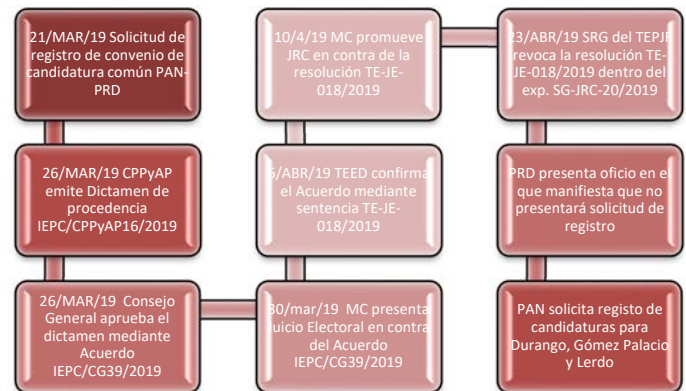 21/MAR/19 Solicitud de
registro de convenio de
candidatura común PAN-
PRD
26/MAR/19 CPPyAP
emite Dictamen de
procedencia
IEPC/CPPyAP16/2019
26/MAR/19 Consejo
General aprueba el
dictamen mediante
Acuerdo
IEPC/CG39/2019
30/mar/19 MC presenta
Juicio Electoral en contra
del Acuerdo
IEPC/CG39/2019
5/ABR/19 TEED confirma
el Acuerdo mediante
sentencia TE-JE-
018/2019
10/4/19 MC promueve
JRC en contra de la
resolución TE-JE-
018/2019
23/ABR/19 SRG del TEPJF
revoca la resolución TE-
JE-018/2019 dentro del
exp. SG-JRC-20/2019
PRD presenta oficio en el
que manifiesta que no
presentará solicitud de
registro
PAN solicita registo de
candidaturas para
Durango, Gómez Palacio
y Lerdo